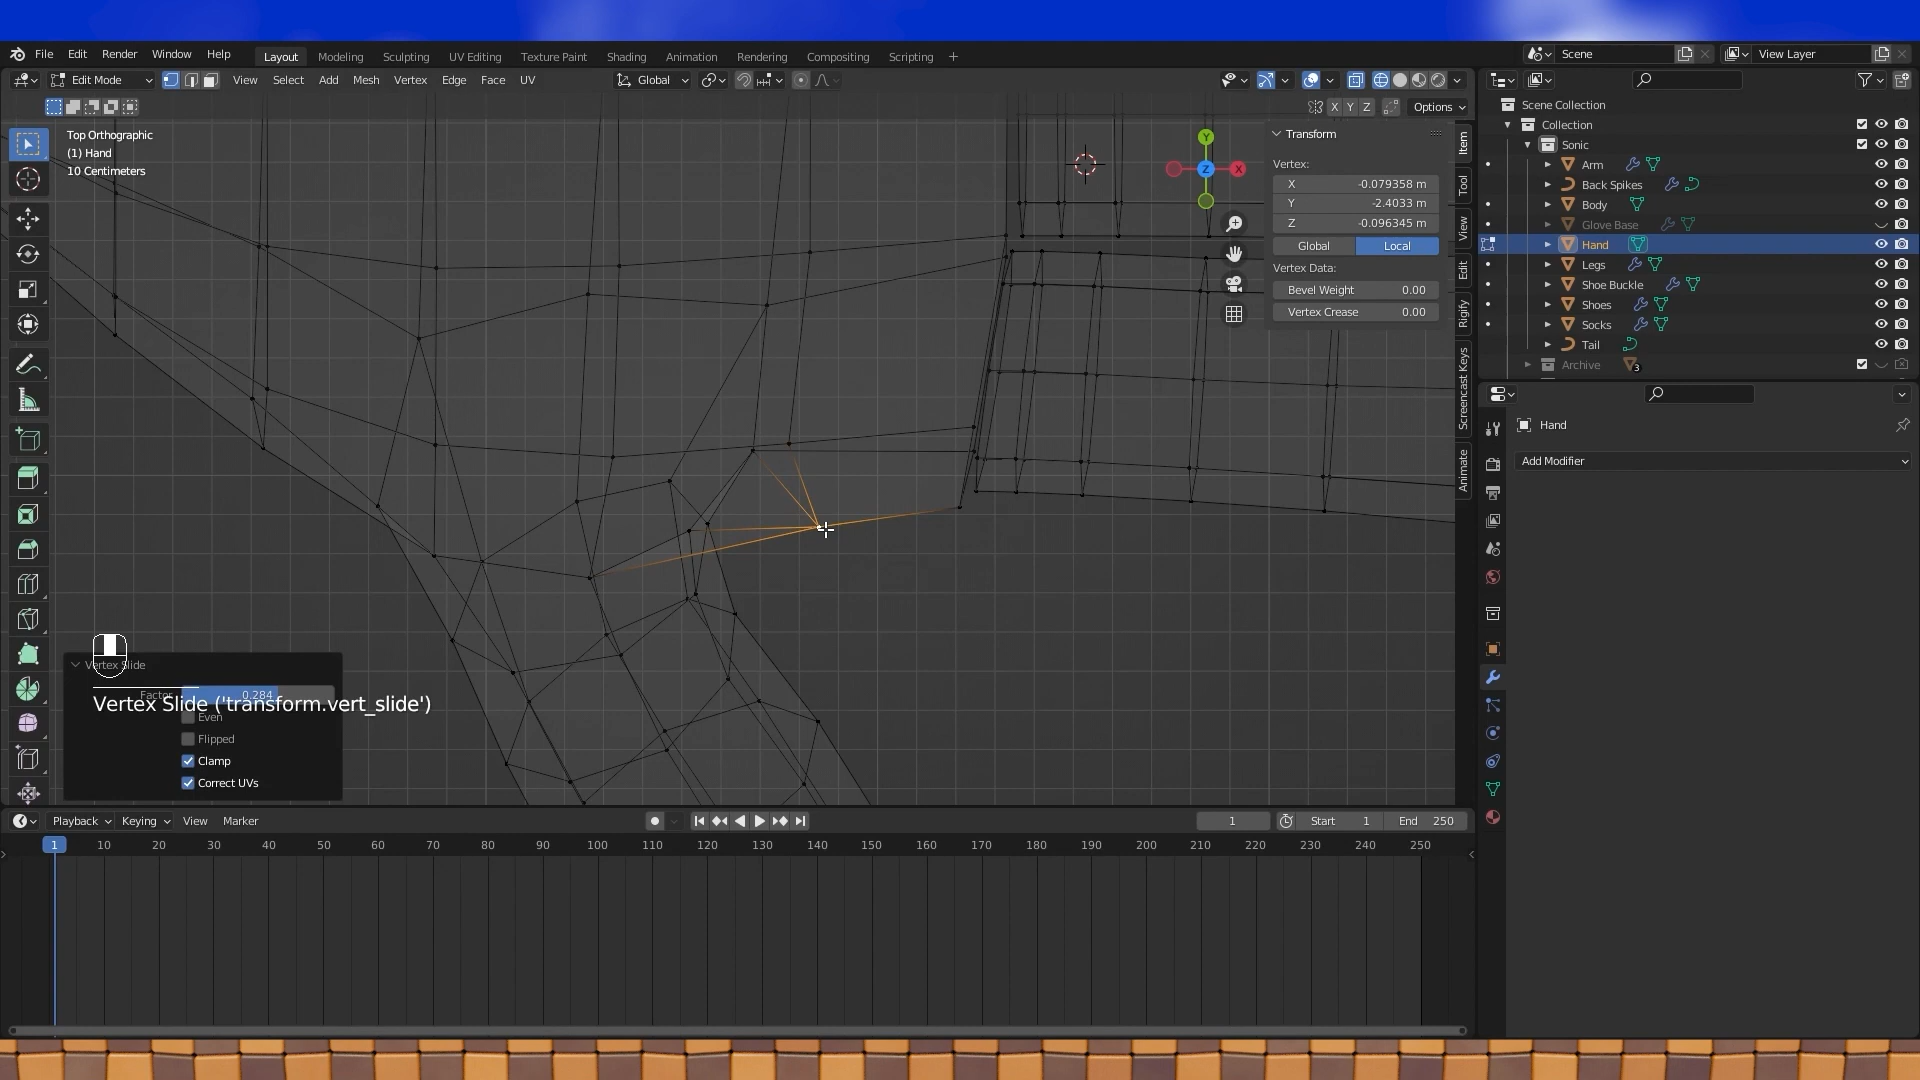 File Edit Render Window Help Layout Modeling Sculpting UV Editing Texture Paint Shading Animation Rendering Compositing Scripting + Scene View Layer
Edit Mode View Select Add Mesh Vertex Edge Face UV Global
X Y Z Options
Top Orthographic
(1) Hand
10 Centimeters
Y
X
Z
Transform
Vertex:
X -0.079358 m
Y -2.4033 m
Z -0.096345 m
Global Local
Vertex Data:
Bevel Weight 0.00
Vertex Crease 0.00
Item
Tool
View
Edit
Rigify
Screencast Keys
Animate
Scene Collection
Collection
Sonic
Arm
Back Spikes
Body
Glove Base
Hand
Legs
Shoe Buckle
Shoes
Socks
Tail
Archive 3
Hand
Add Modifier
Vertex Slide
Factor 0.284
Vertex Slide ('transform.vert_slide')
Even
Flipped
Clamp
Correct UVs
Playback Keying View Marker 1 Start 1 End 250
1 10 20 30 40 50 60 70 80 90 100 110 120 130 140 150 160 170 180 190 200 210 220 230 240 250